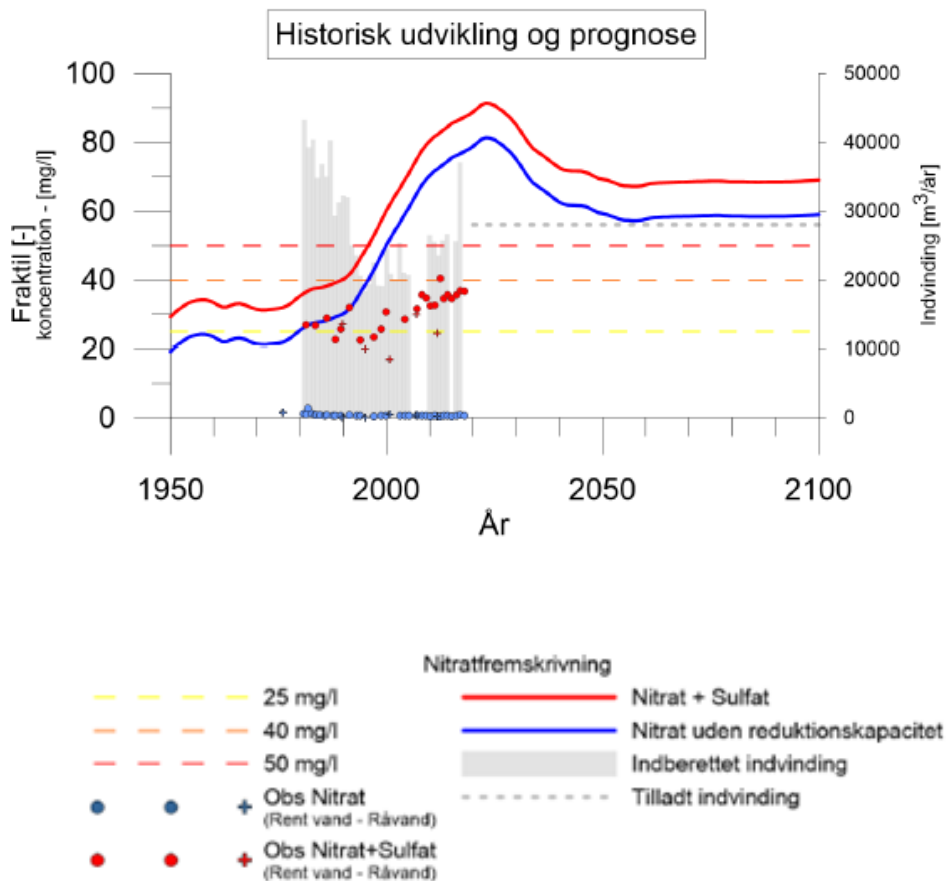 Historisk udvikling og prognose
100
80
60
40
20
0
Fraktil [-]
koncentration - [mg/l]
50000
40000
30000
20000
10000
0
Indvinding [m³/år]
1950
2000
2050
2100
År
25 mg/l
40 mg/l
50 mg/l
Obs Nitrat
(Rent vand - Råvand)
Obs Nitrat+Sulfat
(Rent vand - Råvand)
Nitratfremskrivning
Nitrat + Sulfat
Nitrat uden reduktionskapacitet
Indberettet indvinding
Tilladt indvinding